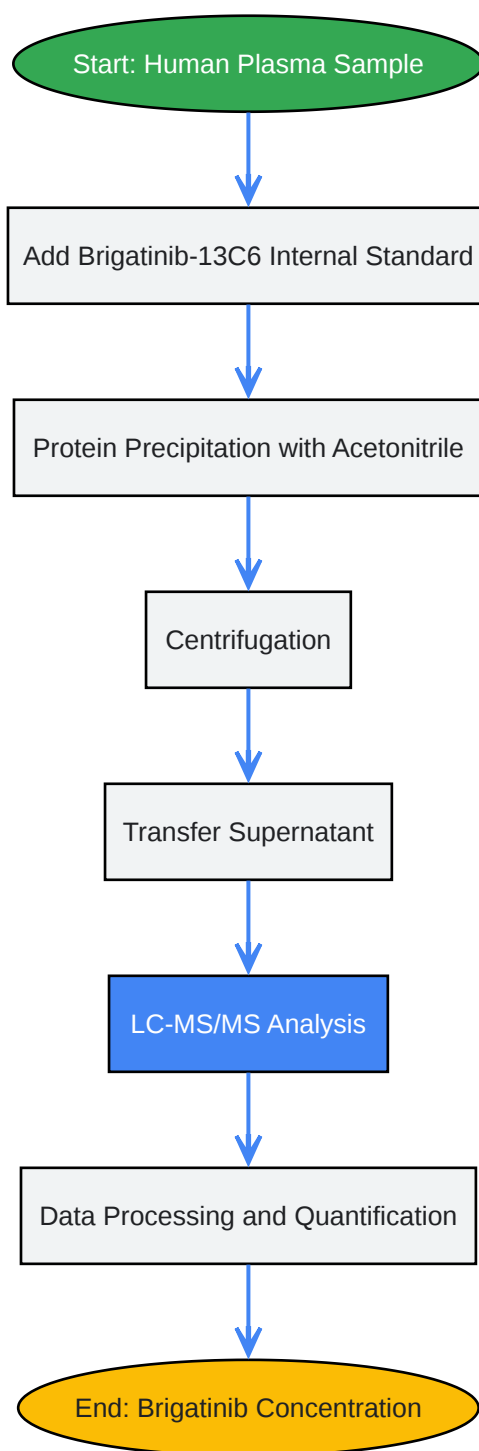 Start: Human Plasma Sample
Add Brigatinib-13C6 Internal Standard
Protein Precipitation with Acetonitrile
Centrifugation
Transfer Supernatant
LC-MS/MS Analysis
Data Processing and Quantification
End: Brigatinib Concentration